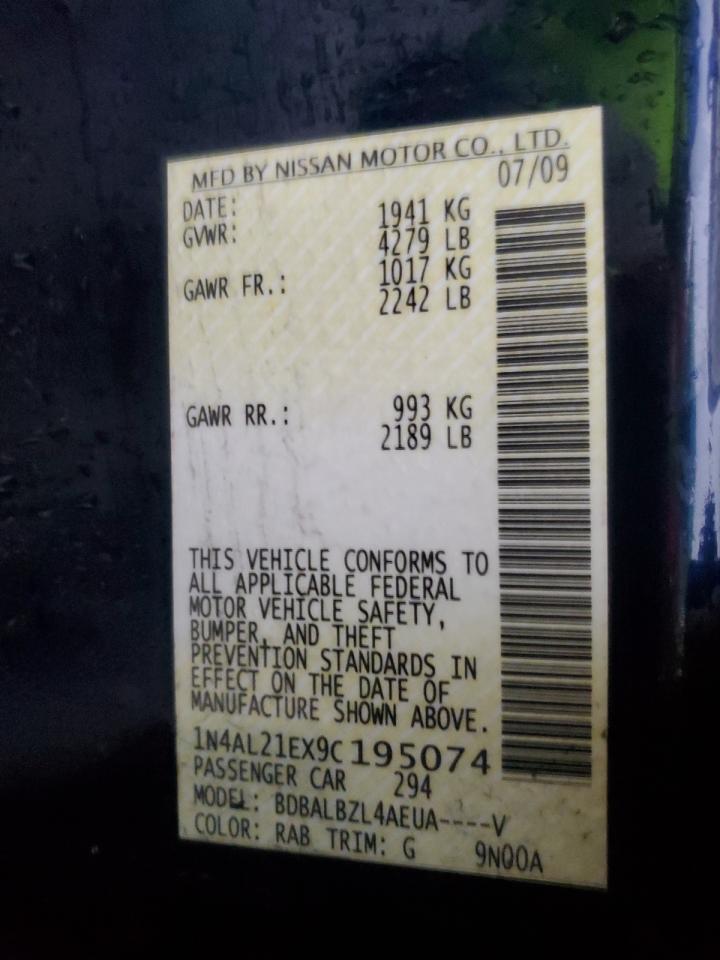 MFD BY NISSAN MOTOR CO., LTD.
DATE: 07/09
GVWR: 1941 KG
4279 LB
GAWR FR.: 1017 KG
2242 LB
GAWR RR.: 993 KG
2189 LB
THIS VEHICLE CONFORMS TO
ALL APPLICABLE FEDERAL
MOTOR VEHICLE SAFETY,
BUMPER, AND THEFT
PREVENTION STANDARDS IN
EFFECT ON THE DATE OF
MANUFACTURE SHOWN ABOVE.
1N4AL21EX9C195074
PASSENGER CAR 294
MODEL: BDBALBZL4AEUA----V
COLOR: RAB TRIM: G 9N00A